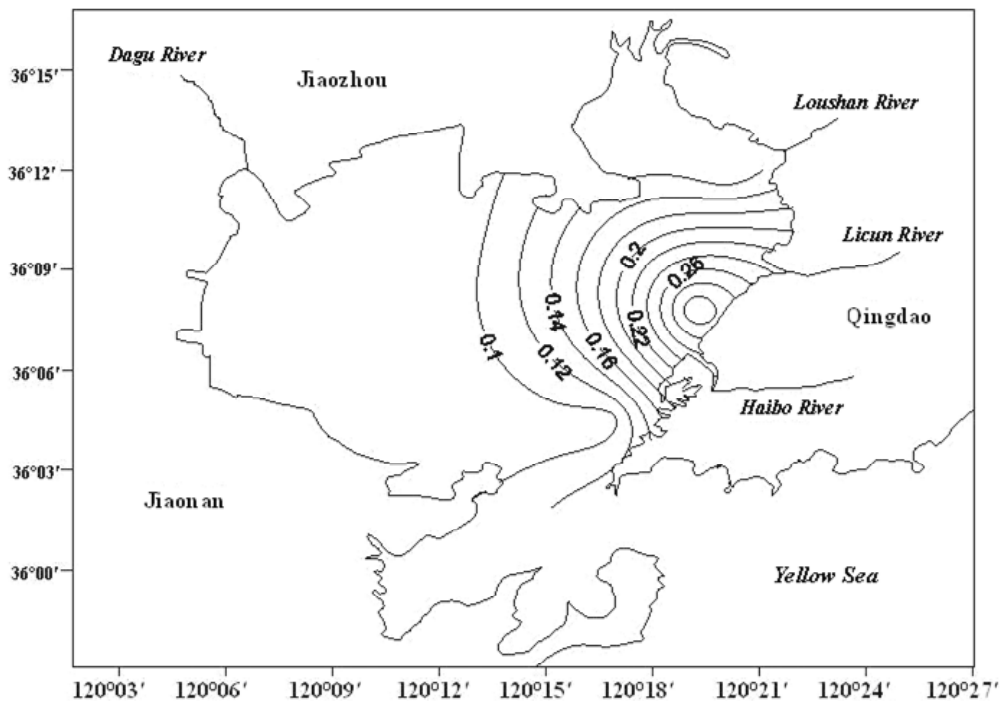 Dagu River
Jiaozhou
Loushan River
Licun River
Qingdao
Haibo River
Jiaonan
Yellow Sea
0.1
0.12
0.14
0.16
0.2
0.22
0.26
36°15′
36°12′
36°09′
36°06′
36°03′
36°00′
120°03′ 120°06′ 120°09′ 120°12′ 120°15′ 120°18′ 120°21′ 120°24′ 120°27′